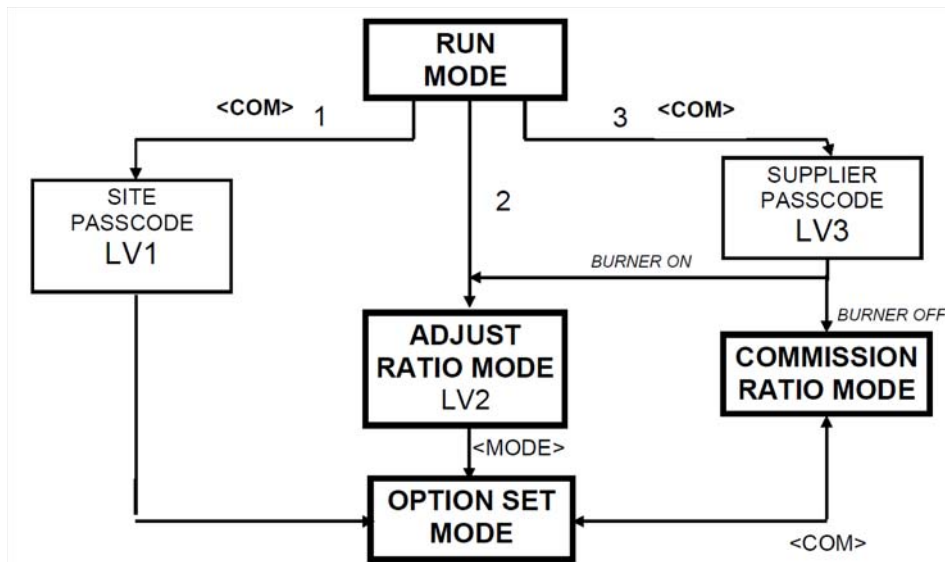 RUN
MODE
<COM>
1
3
<COM>
SITE
PASSCODE
LV1
2
SUPPLIER
PASSCODE
LV3
BURNER ON
BURNER OFF
ADJUST
RATIO MODE
LV2
COMMISSION
RATIO MODE
<MODE>
OPTION SET
MODE
<COM>